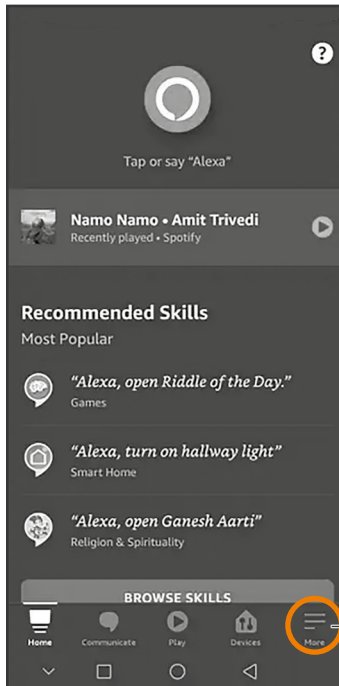 ?
Tap or say “Alexa”
Namo Namo • Amit Trivedi
Recently played • Spotify
Recommended Skills
Most Popular
“Alexa, open Riddle of the Day.”
Games
“Alexa, turn on hallway light”
Smart Home
“Alexa, open Ganesh Aarti”
Religion & Spirituality
BROWSE SKILLS
Home Communicate Play Devices More